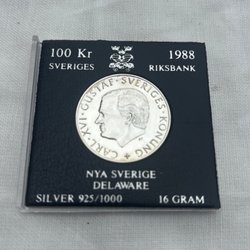 100 Kr 1988
SVERIGES RIKSBANK
CARL·XVI·GUSTAF·SVERIGES·KONUNG
NYA SVERIGE
DELAWARE
SILVER 925/1000 16 GRAM